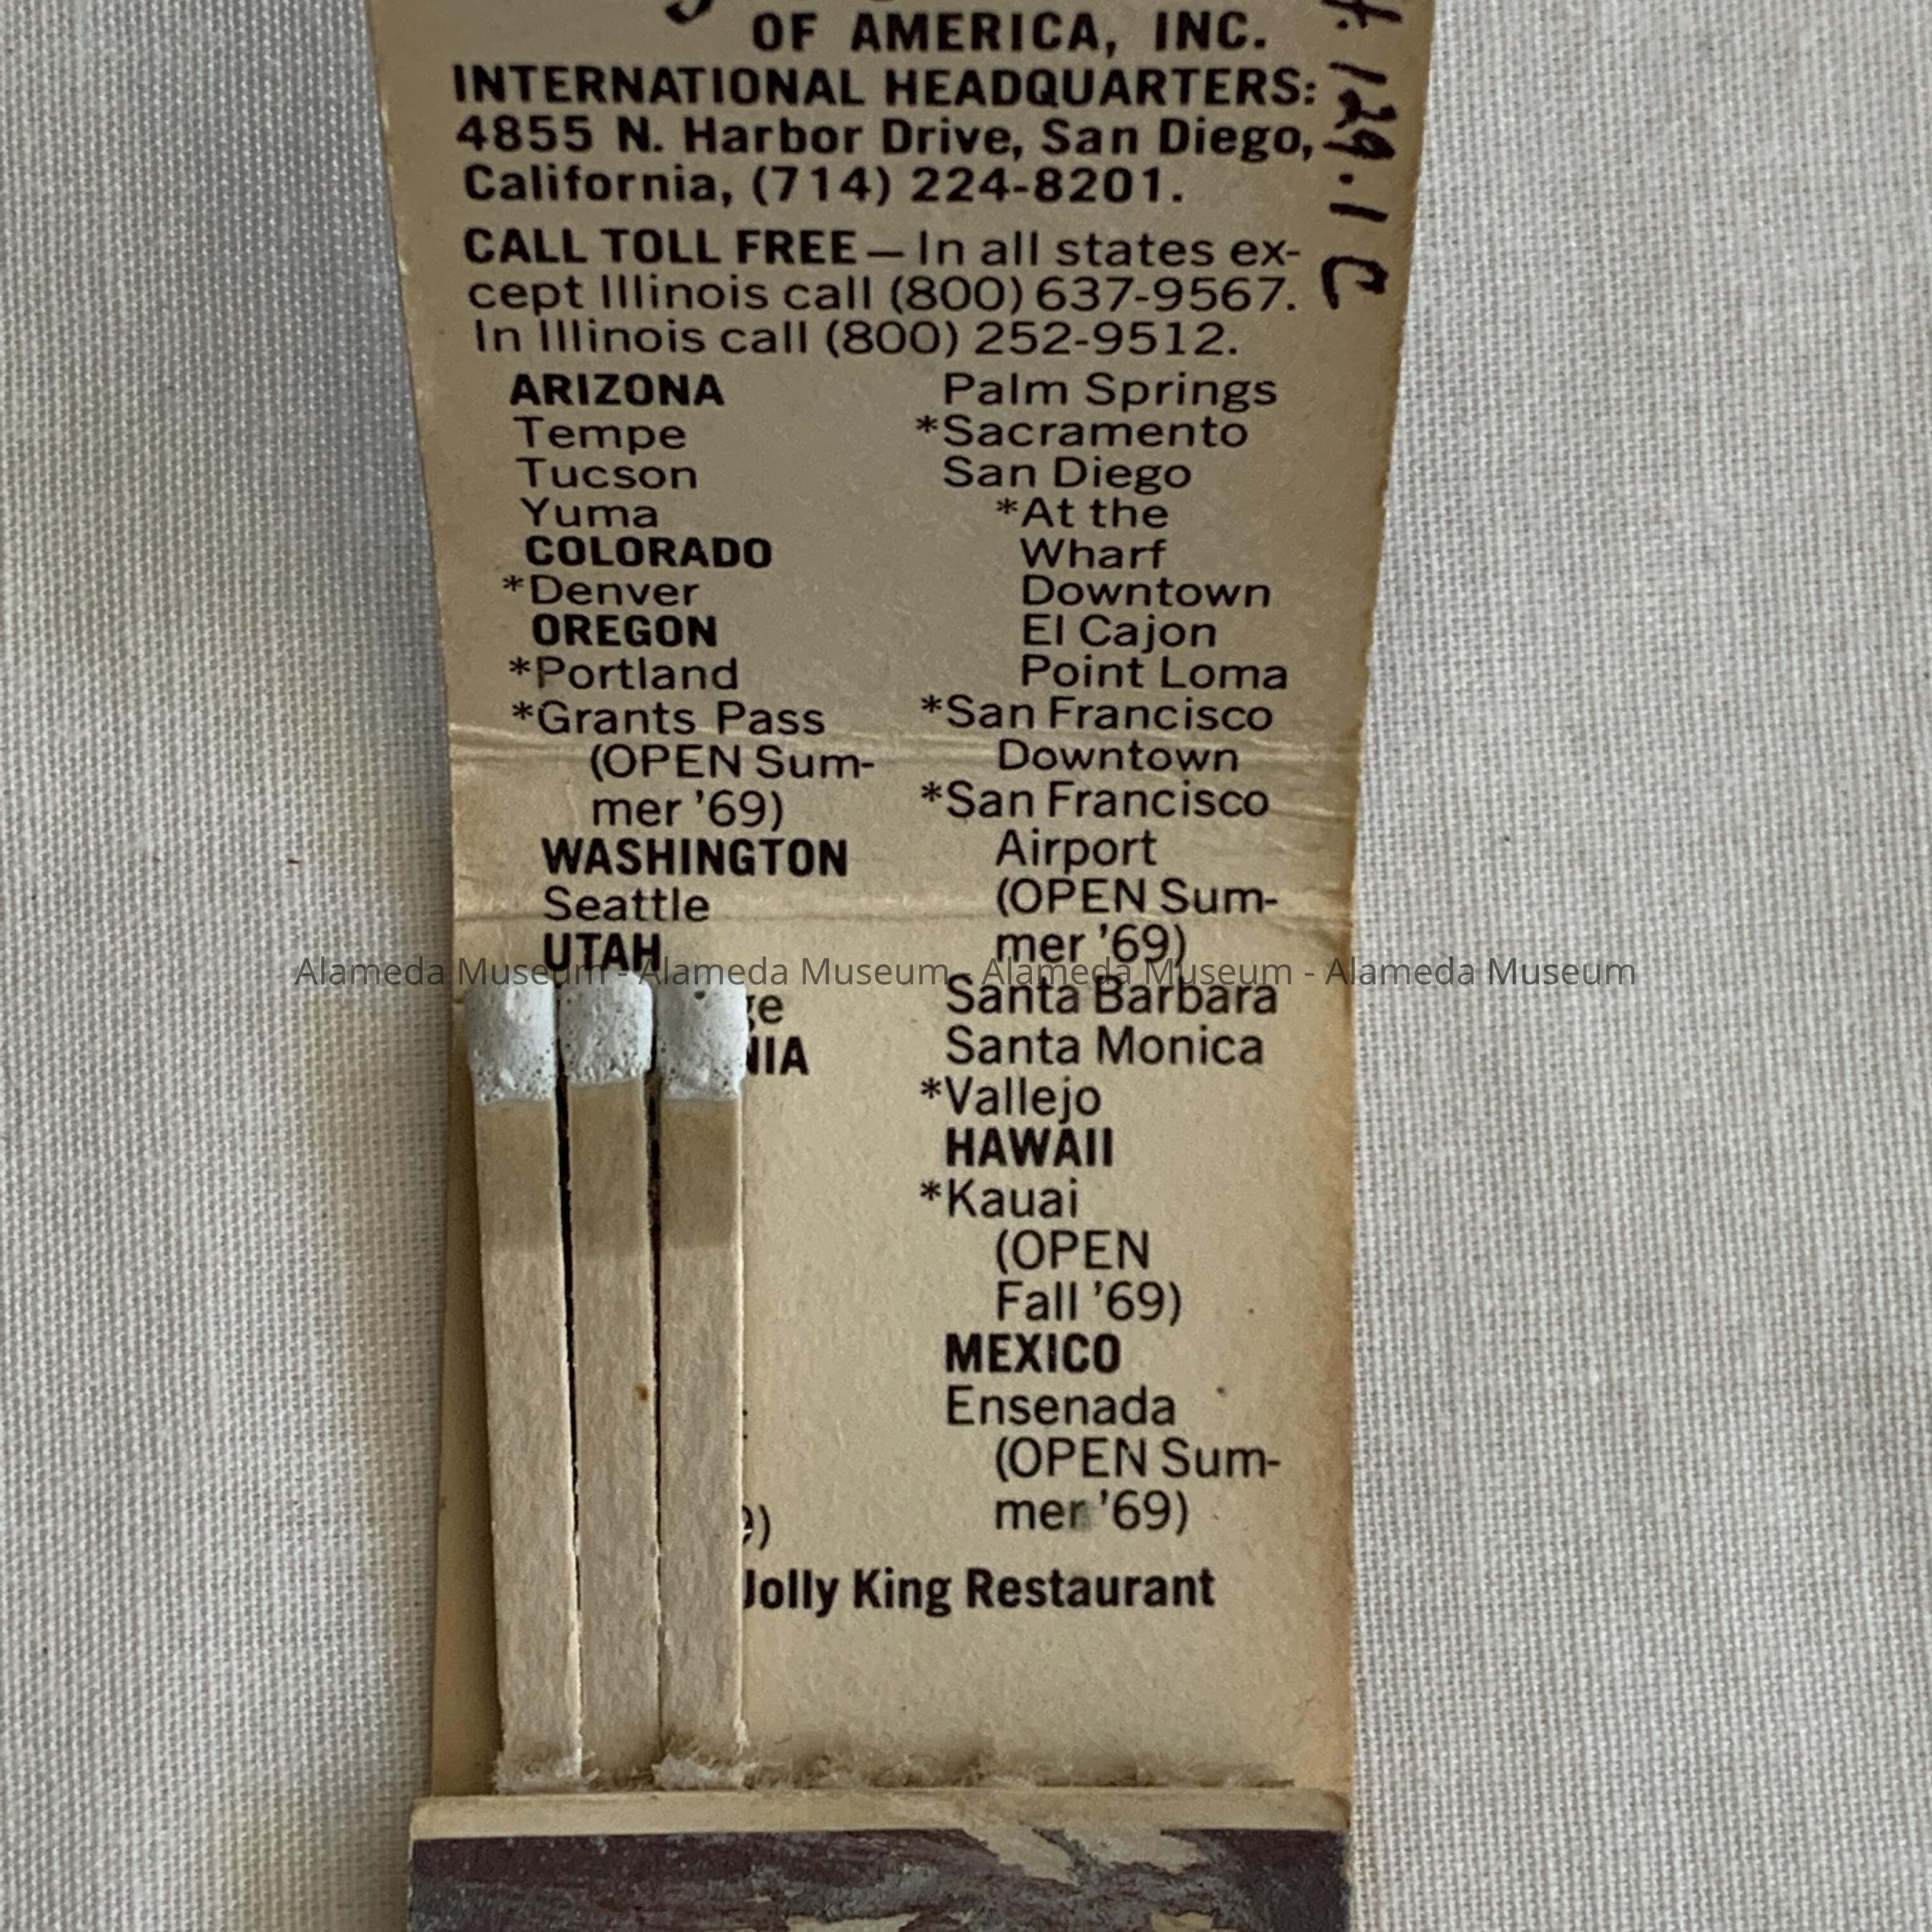 OF AMERICA, INC.
INTERNATIONAL HEADQUARTERS:
4855 N. Harbor Drive, San Diego,
California, (714) 224-8201.
CALL TOLL FREE — In all states ex-
cept Illinois call (800) 637-9567.
In Illinois call (800) 252-9512.
ARIZONA
Tempe
Tucson
Yuma
COLORADO
*Denver
OREGON
*Portland
*Grants Pass
(OPEN Sum-
mer '69)
WASHINGTON
Seattle
UTAH
Palm Springs
*Sacramento
San Diego
*At the
Wharf
Downtown
El Cajon
Point Loma
*San Francisco
Downtown
*San Francisco
Airport
(OPEN Sum-
mer '69)
Santa Barbara
Santa Monica
*Vallejo
HAWAII
*Kauai
(OPEN
Fall '69)
MEXICO
Ensenada
(OPEN Sum-
mer '69)
Jolly King Restaurant
129.1 C
Alameda Museum - Alameda Museum - Alameda Museum - Alameda Museum